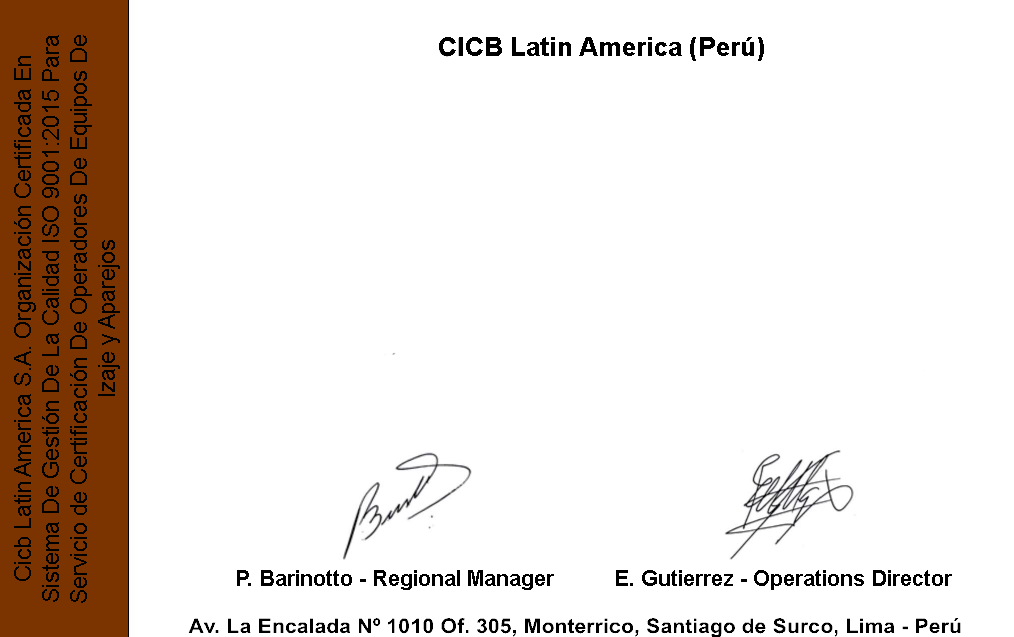 Cicb Latin America S.A. Organización Certificada En
Sistema De Gestión De La Calidad ISO 9001:2015 Para
Servicio de Certificación De Operadores De Equipos De
Izaje y Aparejos
CICB Latin America (Perú)
P. Barinotto - Regional Manager
E. Gutierrez - Operations Director
Av. La Encalada Nº 1010 Of. 305, Monterrico, Santiago de Surco, Lima - Perú